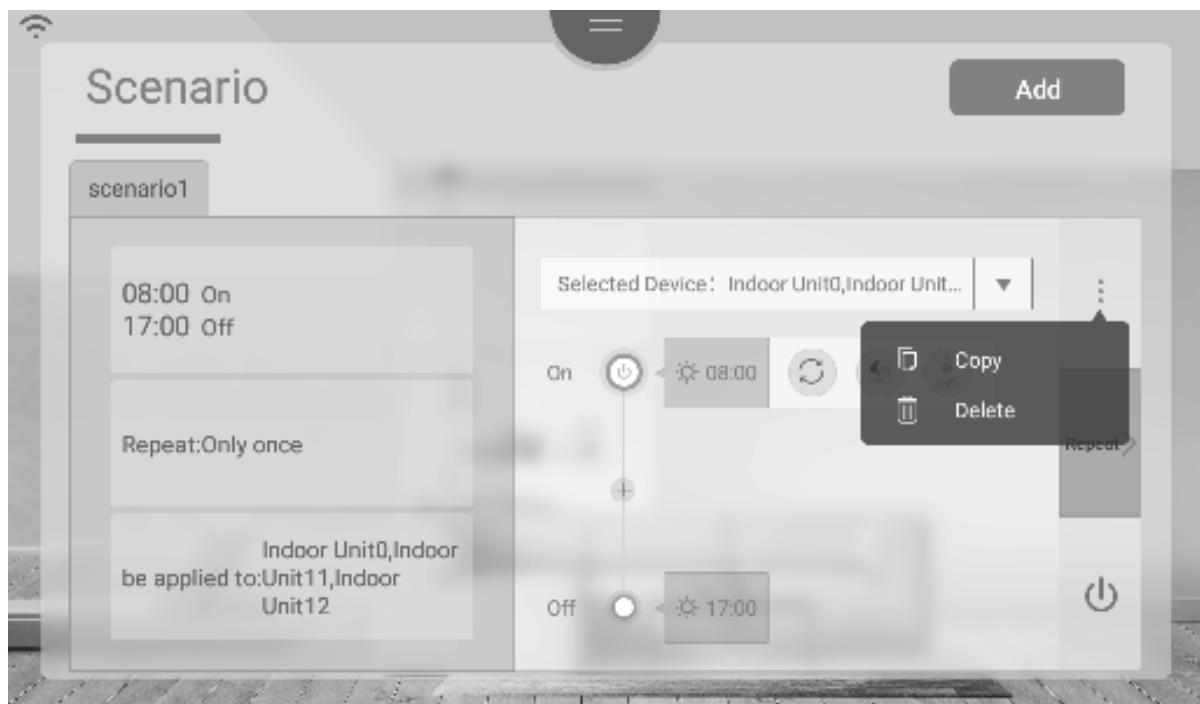 Scenario
Add
scenario1
08:00 On
17:00 Off
Repeat:Only once
Indoor Unit0,Indoor
be applied to:Unit11,Indoor
Unit12
Selected Device: Indoor Unit0,Indoor Unit...
On
08:00
Copy
Delete
Repeat
Off
17:00